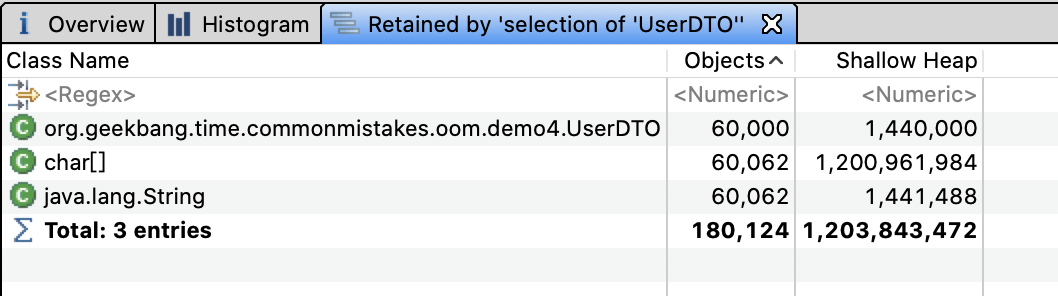 i Overview Histogram Retained by 'selection of 'UserDTO''
Class Name Objects Shallow Heap
<Regex> <Numeric> <Numeric>
C org.geekbang.time.commonmistakes.oom.demo4.UserDTO 60,000 1,440,000
C char[] 60,062 1,200,961,984
C java.lang.String 60,062 1,441,488
Σ Total: 3 entries 180,124 1,203,843,472